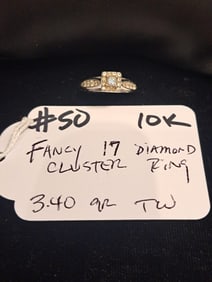 #50 10K
FANCY 17 DIAMOND
CLUSTER RING
3.40 gr TW